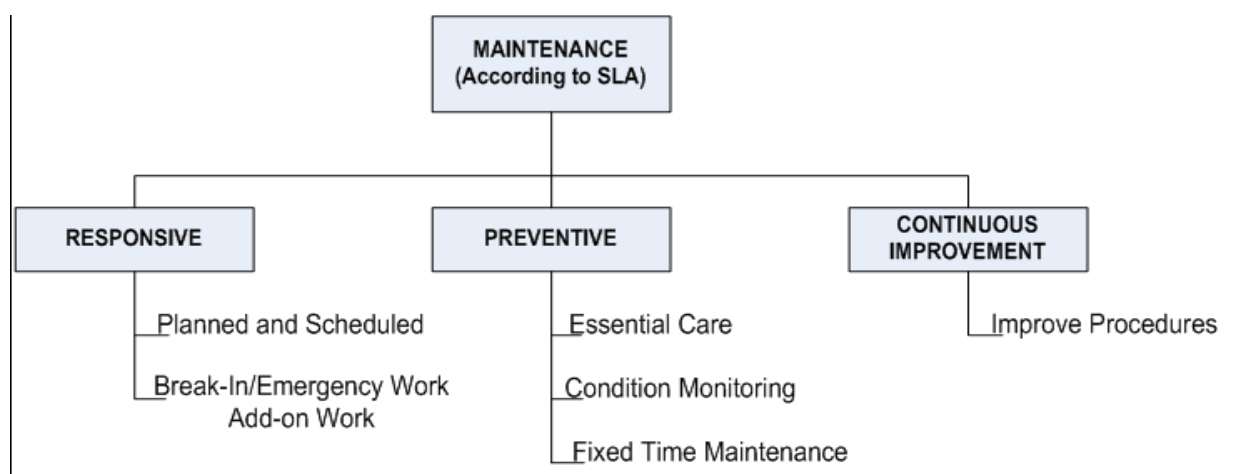 MAINTENANCE
(According to SLA)
RESPONSIVE
PREVENTIVE
CONTINUOUS
IMPROVEMENT
Planned and Scheduled
Break-In/Emergency Work
Add-on Work
Essential Care
Condition Monitoring
Fixed Time Maintenance
Improve Procedures